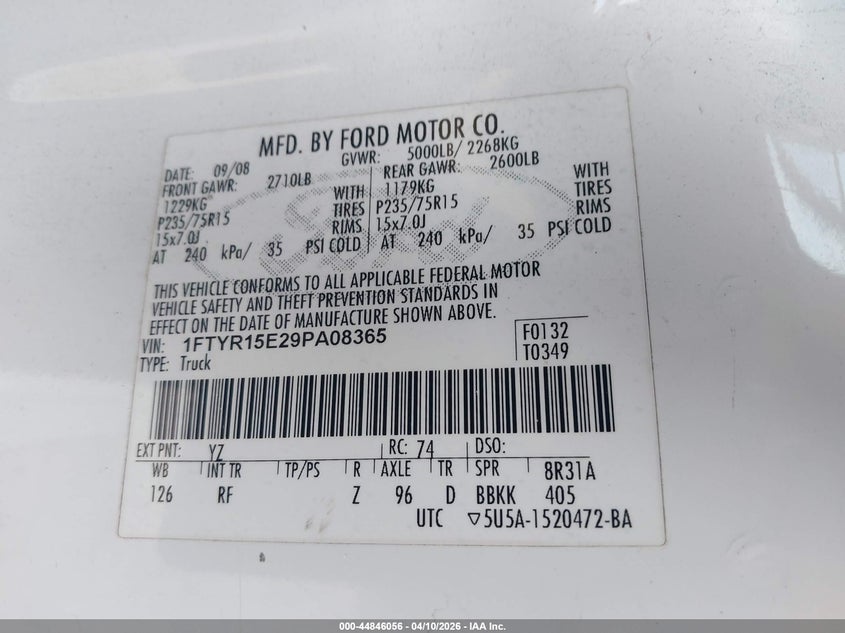 MFD. BY FORD MOTOR CO.
DATE: 09/08 GVWR: 5000LB/ 2268KG
FRONT GAWR: 2710LB REAR GAWR: 2600LB
1229KG WITH 1179KG WITH
P235/75R15 TIRES P235/75R15 TIRES
15x7.0J RIMS 15x7.0J RIMS
AT 240 kPa/ 35 PSI COLD AT 240 kPa/ 35 PSI COLD
THIS VEHICLE CONFORMS TO ALL APPLICABLE FEDERAL MOTOR
VEHICLE SAFETY AND THEFT PREVENTION STANDARDS IN
EFFECT ON THE DATE OF MANUFACTURE SHOWN ABOVE.
VIN: 1FTYR15E29PA08365 F0132
TYPE: Truck T0349
EXT PNT: YZ RC: 74 DSO:
WB INT TR TP/PS R AXLE TR SPR 8R31A
126 RF Z 96 D BBKK 405
UTC ▽5U5A-1520472-BA
000-44846056 - 04/10/2026 - IAA Inc.